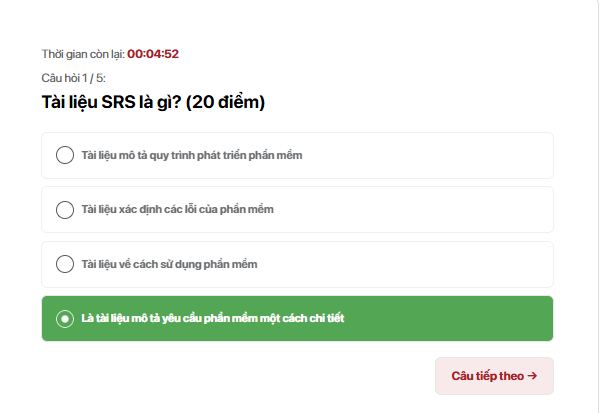 Thời gian còn lại: 00:04:52
Câu hỏi 1 / 5:
Tài liệu SRS là gì? (20 điểm)
Tài liệu mô tả quy trình phát triển phần mềm
Tài liệu xác định các lỗi của phần mềm
Tài liệu về cách sử dụng phần mềm
Là tài liệu mô tả yêu cầu phần mềm một cách chi tiết
Câu tiếp theo →